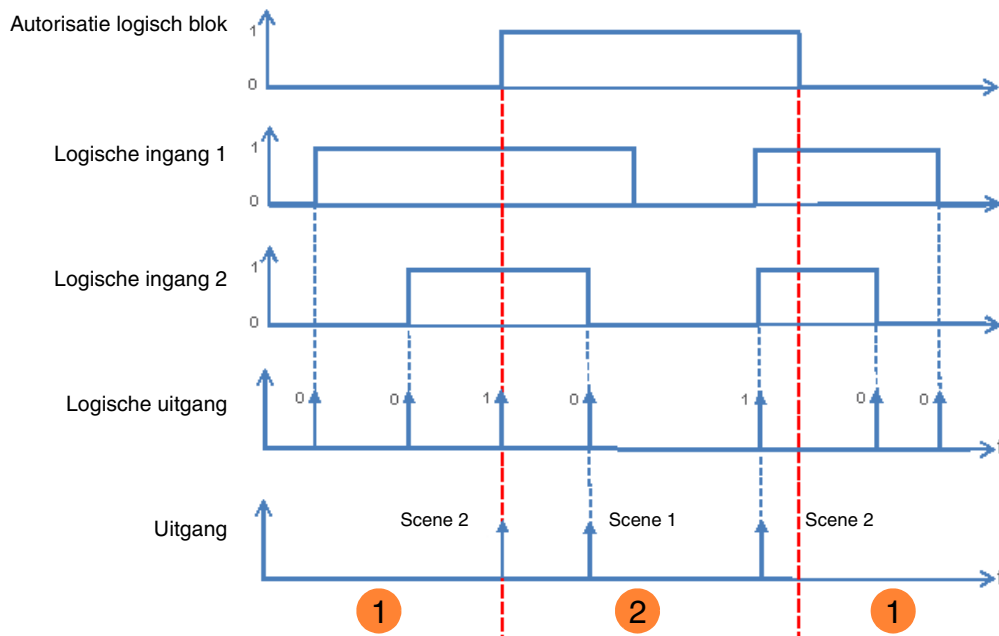 Autorisatie logisch blok
1
0
Logische ingang 1
1
0
Logische ingang 2
1
0
Logische uitgang
0
0
1
0
1
0
0
t
Uitgang
Scene 2
Scene 1
Scene 2
t
1
2
1